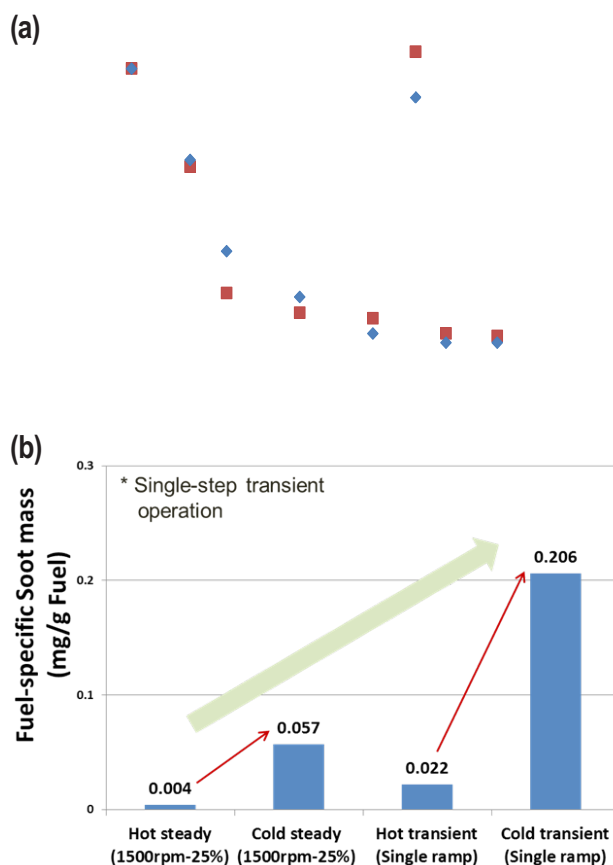 (a)
(b)
Fuel-specific Soot mass
(mg/g Fuel)
0.3
0.2
0.1
0
* Single-step transient
operation
0.004
0.057
0.022
0.206
Hot steady
(1500rpm-25%)
Cold steady
(1500rpm-25%)
Hot transient
(Single ramp)
Cold transient
(Single ramp)